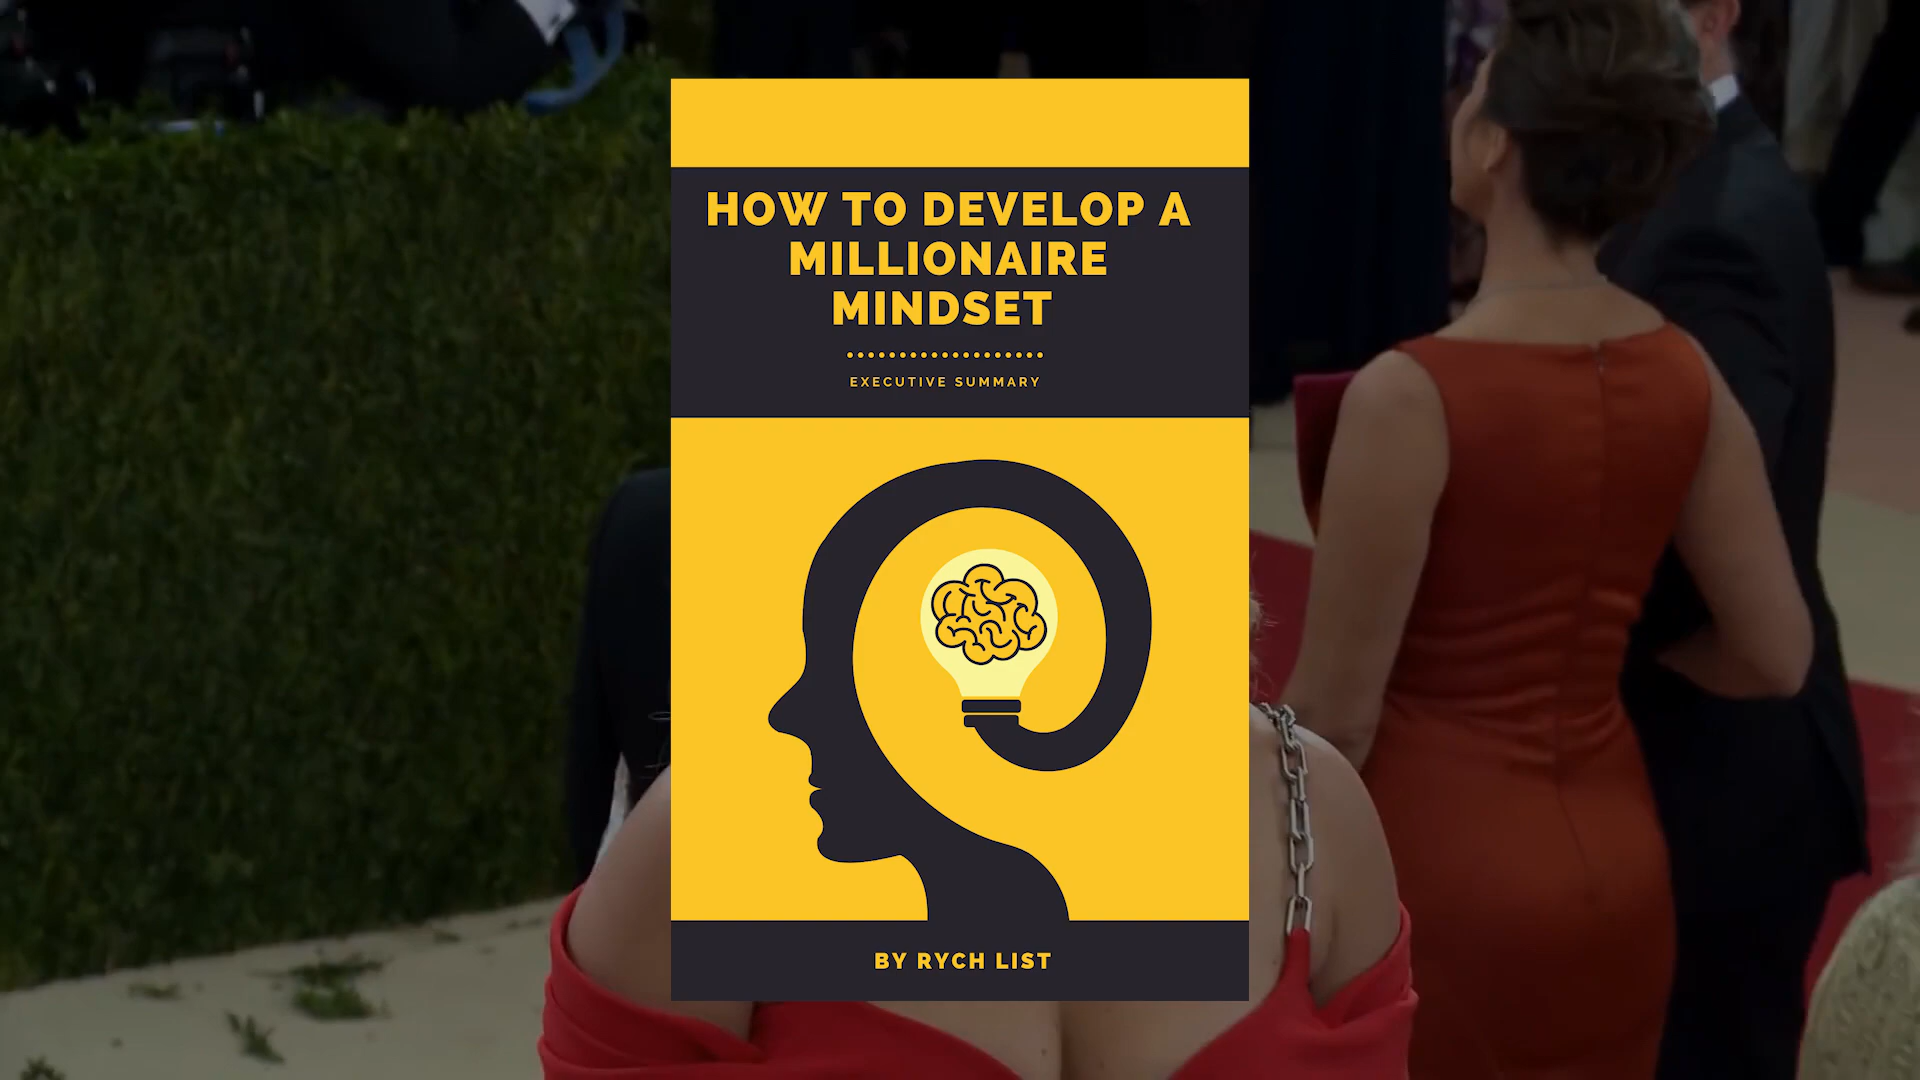 HOW TO DEVELOP A
MILLIONAIRE
MINDSET
EXECUTIVE SUMMARY
BY RYCH LIST